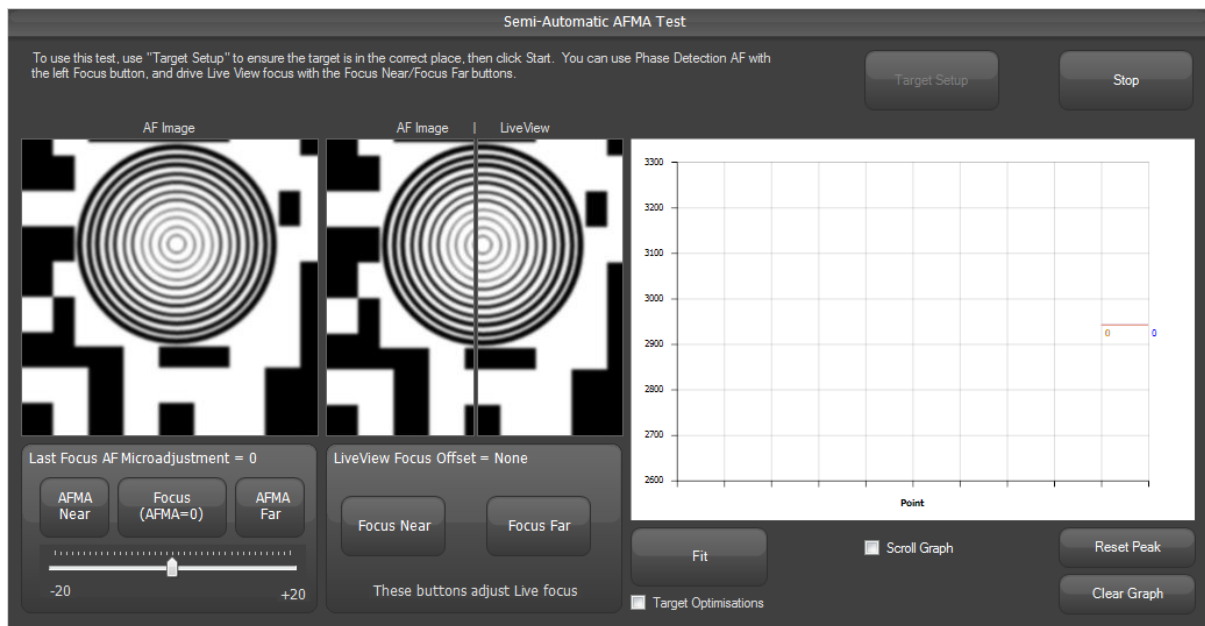 Semi-Automatic AFMA Test
To use this test, use "Target Setup" to ensure the target is in the correct place, then click Start. You can use Phase Detection AF with
the left Focus button, and drive Live View focus with the Focus Near/Focus Far buttons.
Target Setup
Stop
AF Image
AF Image | LiveView
3300
3200
3100
3000
2900
2800
2700
2600
0
0
Point
Last Focus AF Microadjustment = 0
AFMA
Near
Focus
(AFMA=0)
AFMA
Far
-20
+20
LiveView Focus Offset = None
Focus Near
Focus Far
These buttons adjust Live focus
Fit
Target Optimisations
Scroll Graph
Reset Peak
Clear Graph